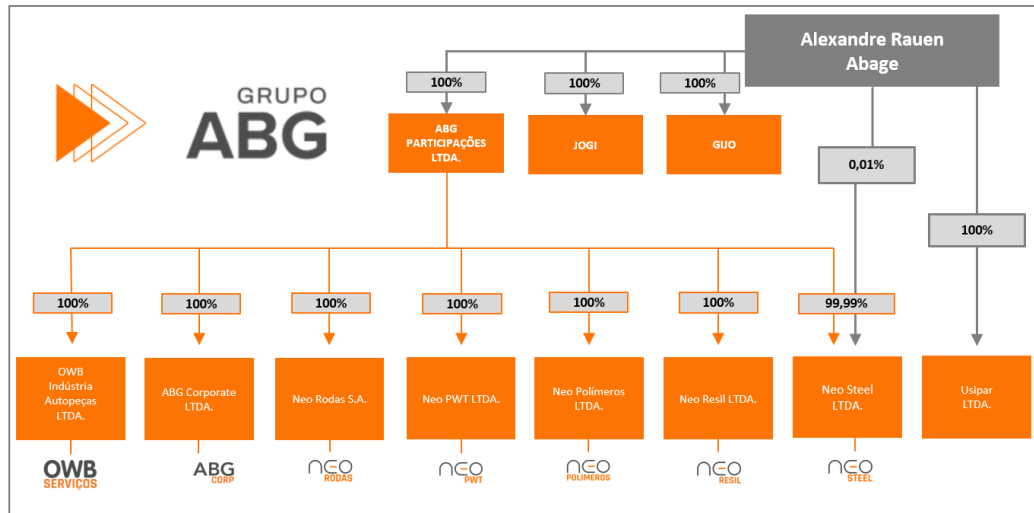 GRUPO
ABG
Alexandre Rauen
Abage
100%
100%
100%
ABG
PARTICIPAÇÕES
LTDA.
JOGI
GIJO
0,01%
100%
100%
100%
100%
100%
100%
100%
99,99%
OWB
Indústria
Autopeças
LTDA.
ABG Corporate
LTDA.
Neo Rodas S.A.
Neo PWT LTDA.
Neo Polímeros
LTDA.
Neo Resil LTDA.
Neo Steel
LTDA.
Usipar
LTDA.
OWB
SERVIÇOS
ABG
CORP
neo
RODAS
neo
PWT
neo
POLÍMEROS
neo
RESIL
neo
STEEL